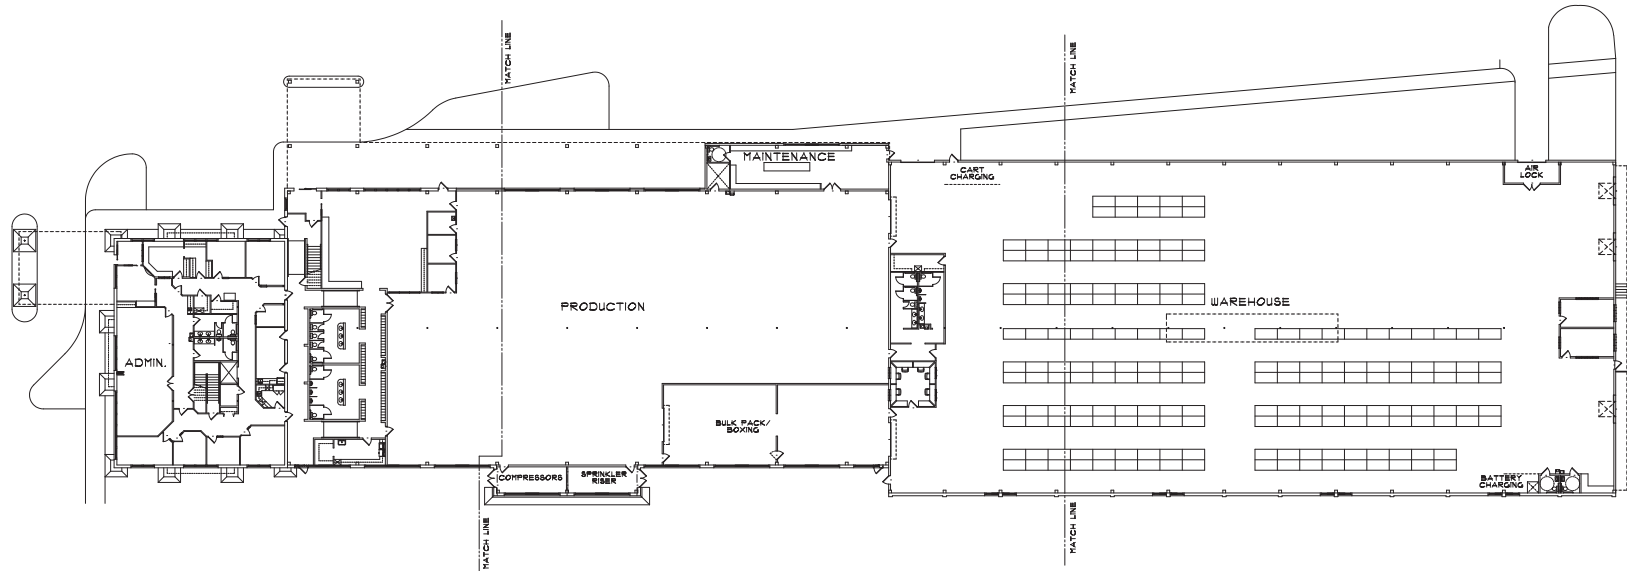 MATCH LINE
MATCH LINE
MAINTENANCE
CART
CHARGING
AIR
LOCK
PRODUCTION
WAREHOUSE
ADMIN.
BULK PACK/
BOXING
COMPRESSORS
SPRINKLER
RISER
BATTERY
CHARGING
MATCH LINE
MATCH LINE